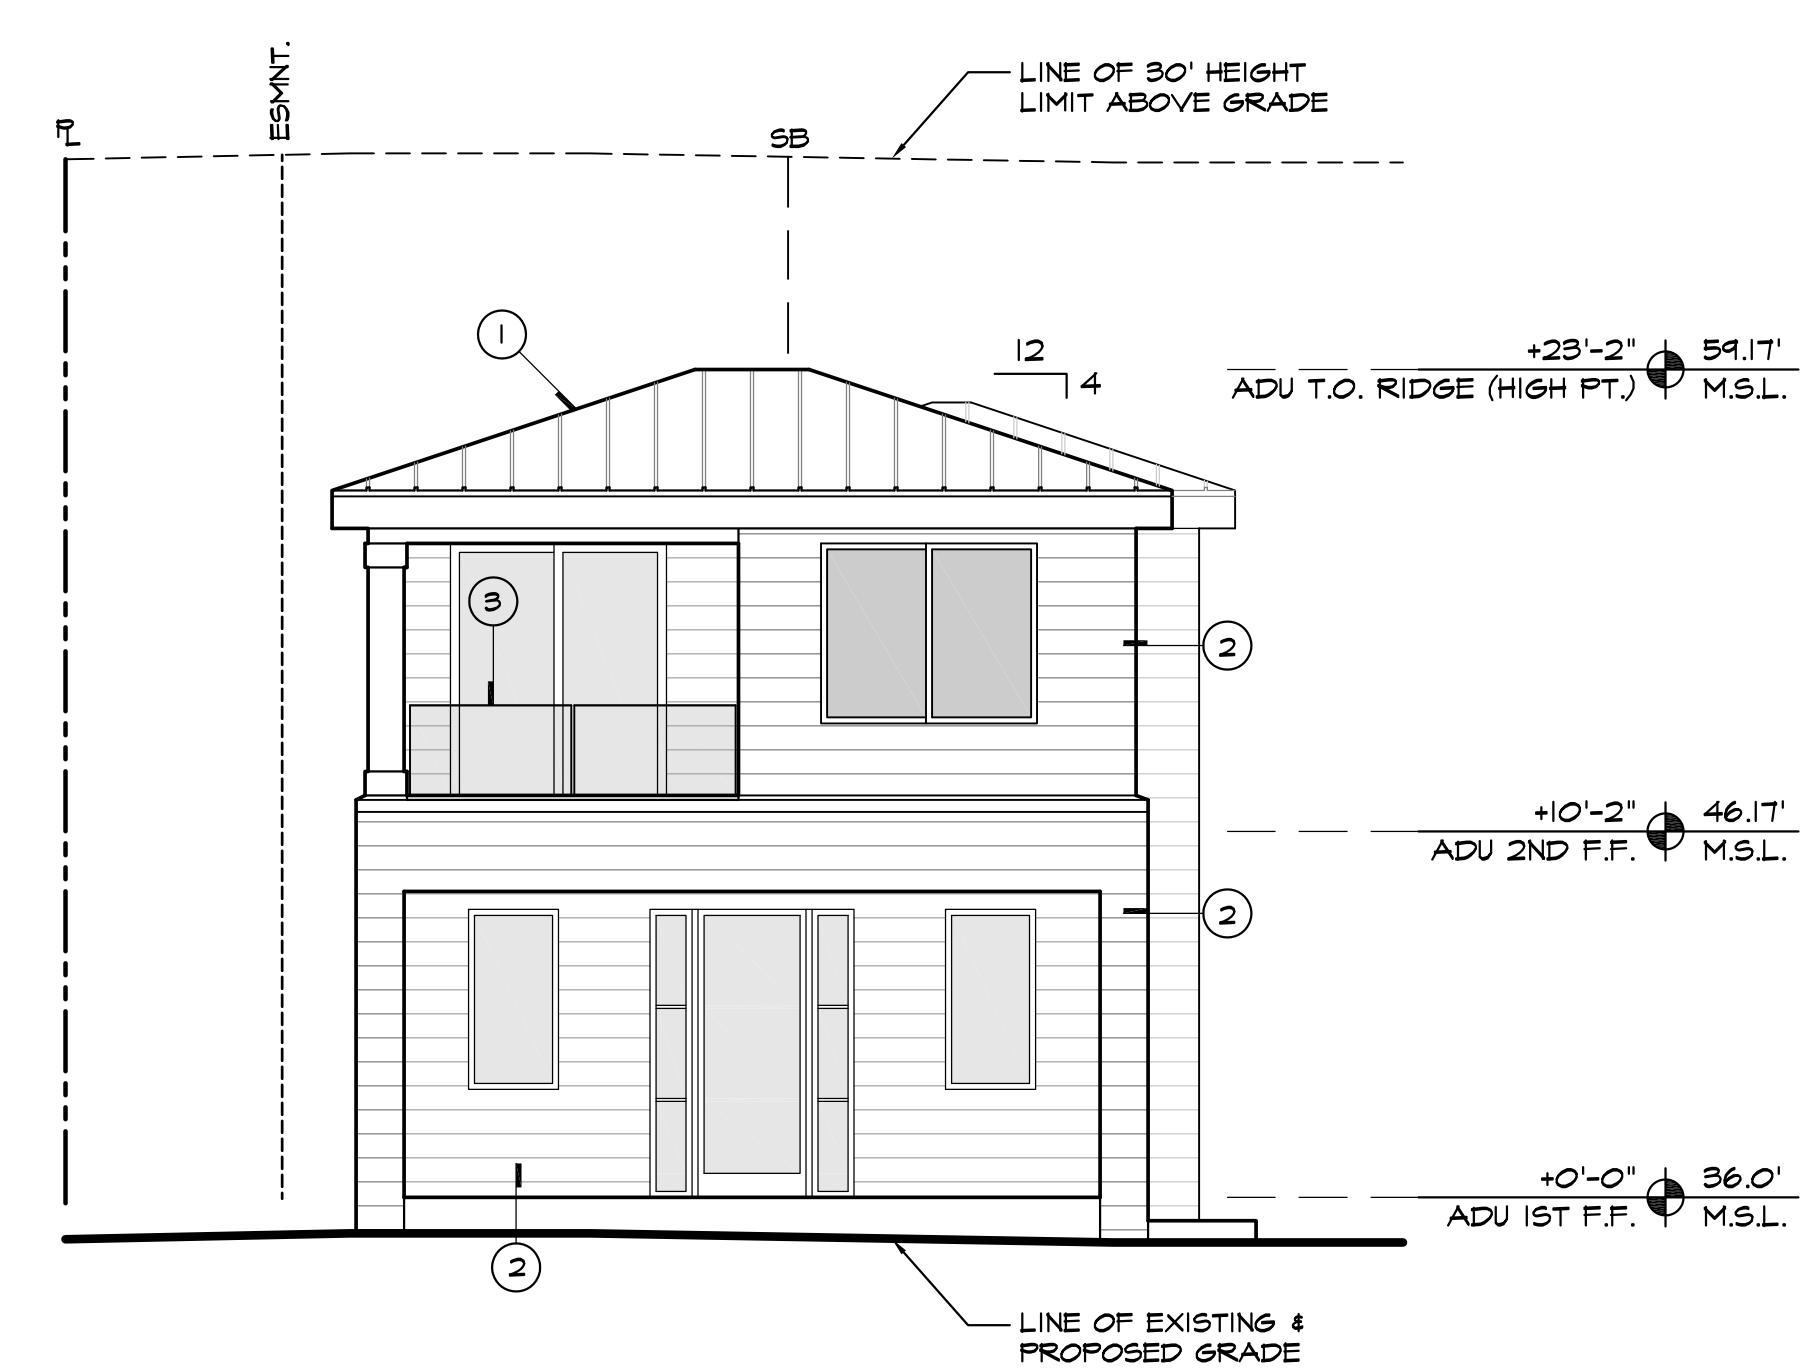 ESMNT.
PL
SB
LINE OF 30' HEIGHT
LIMIT ABOVE GRADE
1
12
4
+23'-2" 59.17'
ADU T.O. RIDGE (HIGH PT.) M.S.L.
3
2
+10'-2" 46.17'
ADU 2ND F.F. M.S.L.
2
+0'-0" 36.0'
ADU 1ST F.F. M.S.L.
2
LINE OF EXISTING &
PROPOSED GRADE